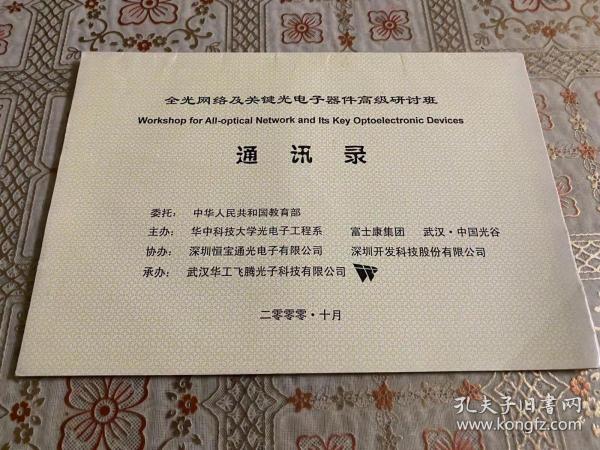 全光网络及关键光电子器件高级研讨班
Workshop for All-optical Network and Its Key Optoelectronic Devices
通讯录
委托： 中华人民共和国教育部
主办： 华中科技大学光电子工程系 富士康集团 武汉·中国光谷
协办： 深圳恒宝通光电子有限公司 深圳开发科技股份有限公司
承办： 武汉华工飞腾光子科技有限公司
二零零零·十月
孔夫子旧书网
www.kongfz.com